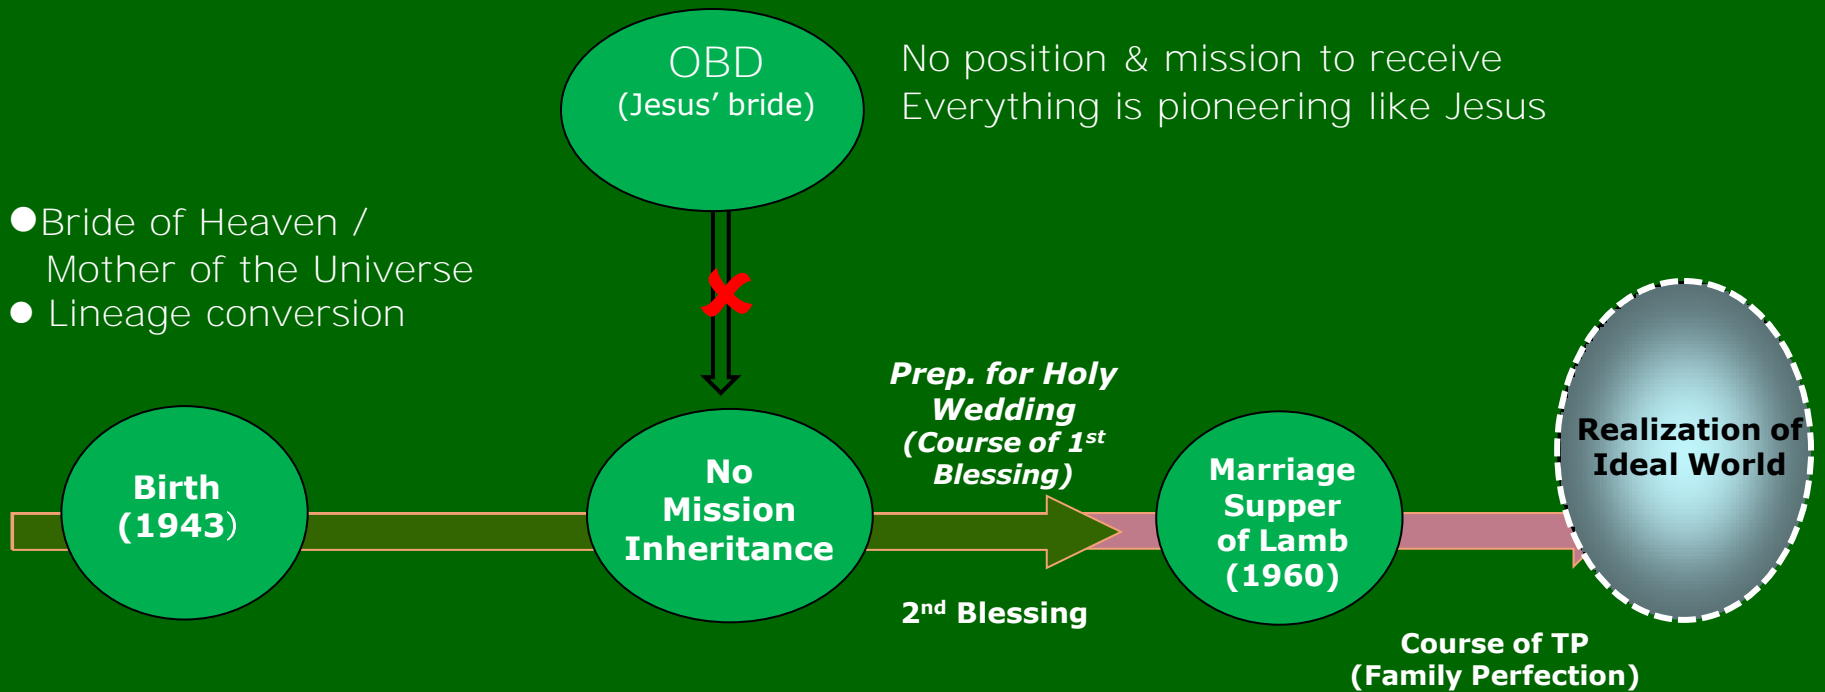 OBD
(Jesus’ bride)
No position & mission to receive
Everything is pioneering like Jesus
●Bride of Heaven /
Mother of the Universe
● Lineage conversion
Birth
(1943)
No
Mission
Inheritance
Prep. for Holy
Wedding
(Course of 1st
Blessing)
2nd Blessing
Marriage
Supper
of Lamb
(1960)
Realization of
Ideal World
Course of TP
(Family Perfection)